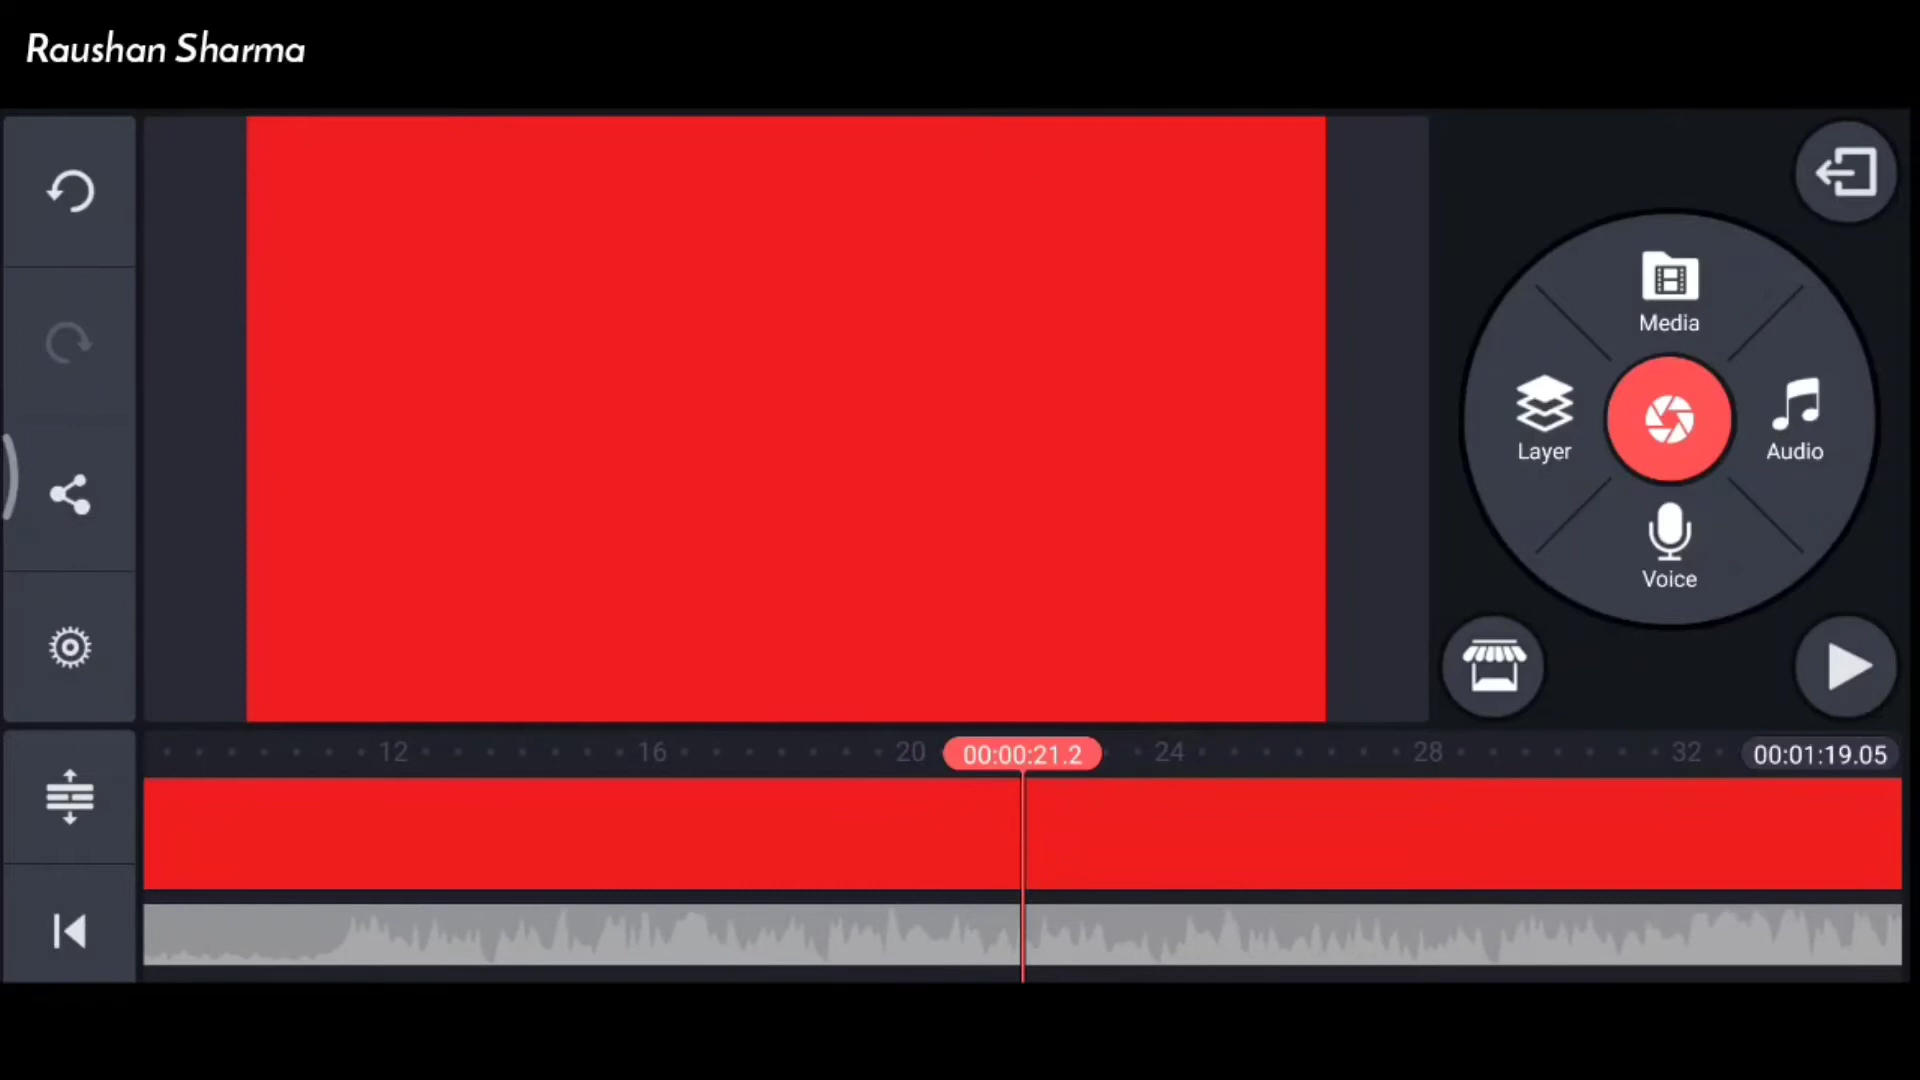 Raushan Sharma
Media
Layer
Audio
Voice
12 16 20 00:00:21.2 24 28 32 00:01:19.05